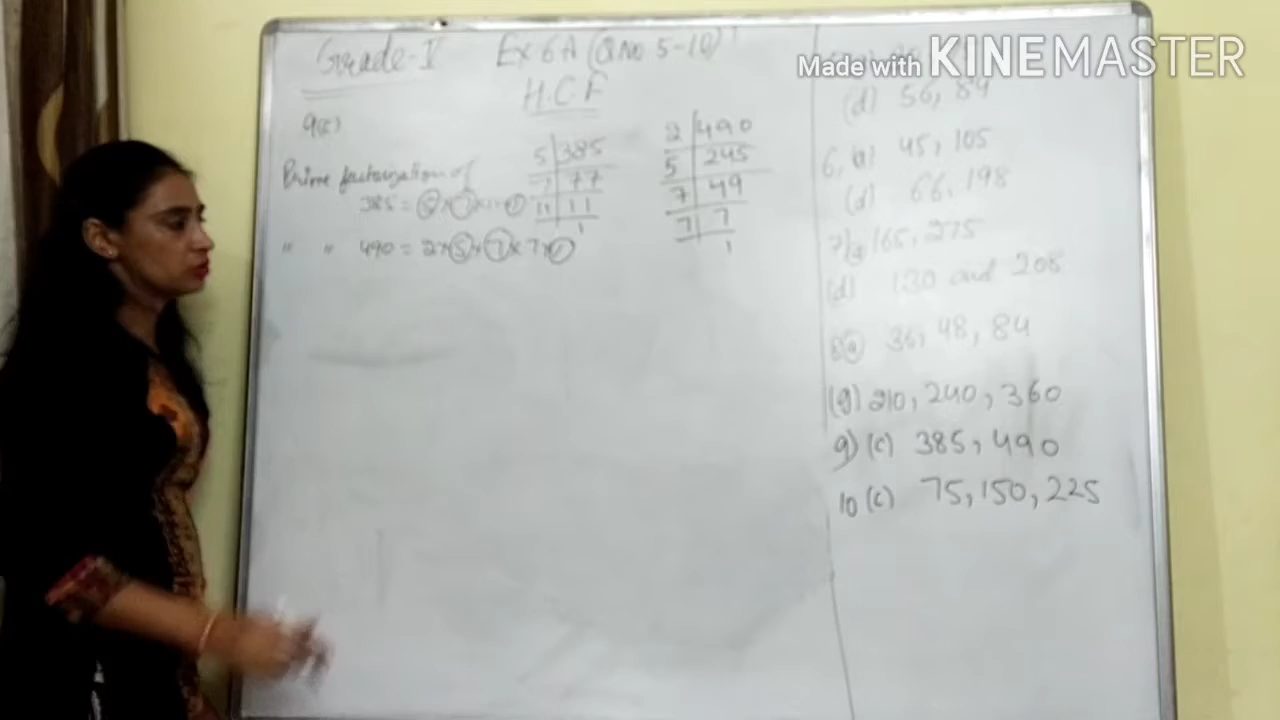 Grade-V Ex 6A (Q no 5-10)
H.C.F
9(c)
Prime factorization of
385 = 5 × 7 × 11 ×
" " 490 = 2 × 5 × 7 × 7 ×
5 | 385
7 | 77
11 | 11
1
2 | 490
5 | 245
7 | 49
7 | 7
1
Made with KINEMASTER
(d) 56, 84
6, 45, 105
(d) 66, 198
7) 165, 275
(d) 130 and 205
8(a) 36, 48, 84
(g) 210, 240, 360
9) (c) 385, 490
10 (c) 75, 150, 225